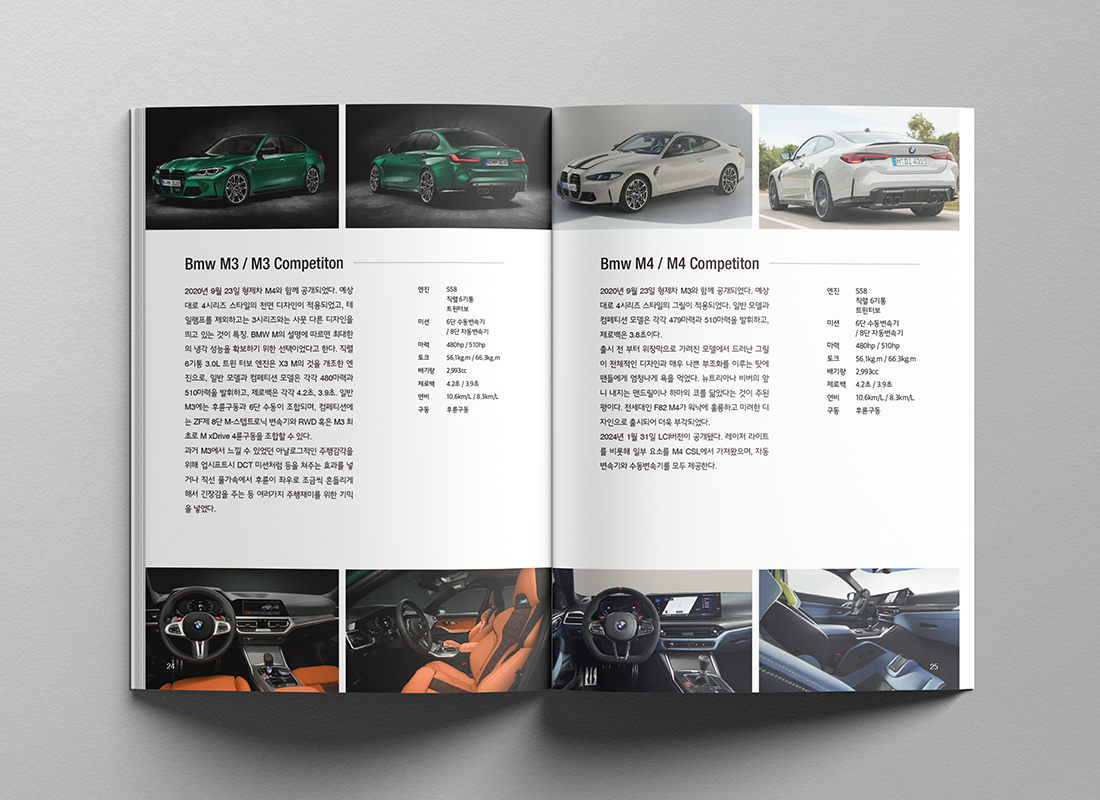 Bmw M3 / M3 Competiton
2020년 9월 23일 형제차 M4와 함께 공개되었다. 예상
대로 4시리즈 스타일의 전면 디자인이 적용되었고, 테
일램프를 제외하고는 3시리즈와는 사뭇 다른 디자인을
띄고 있는 것이 특징. BMW M의 설명에 따르면 최대한
의 냉각 성능을 확보하기 위한 선택이었다고 한다. 직렬
6기통 3.0L 트윈 터보 엔진은 X3 M의 것을 개조한 엔
진으로, 일반 모델과 컴페티션 모델은 각각 480마력과
510마력을 발휘하고, 제로백은 각각 4.2초, 3.9초. 일반
M3에는 후륜구동과 6단 수동이 조합되며, 컴페티션에
는 ZF제 8단 M-스텝트로닉 변속기와 RWD 혹은 M3 최
초로 M xDrive 4륜구동을 조합할 수 있다.
과거 M3에서 느낄 수 있었던 아날로그적인 주행감각을
위해 업시프트시 DCT 미션처럼 등을 쳐주는 효과를 넣
거나 직선 풀가속에서 후륜이 좌우로 조금씩 흔들리게
해서 긴장감을 주는 등 여러가지 주행재미를 위한 기믹
을 넣었다.
엔진 S58
직렬 6기통
트윈터보
미션 6단 수동변속기
/ 8단 자동변속기
마력 480hp / 510hp
토크 56.1kg.m / 66.3kg.m
배기량 2,993cc
제로백 4.2초 / 3.9초
연비 10.6km/L / 8.3km/L
구동 후륜구동
24
M·DI 4015
Bmw M4 / M4 Competiton
2020년 9월 23일 형제차 M3와 함께 공개되었다. 예상
대로 4시리즈 스타일의 그릴이 적용되었다. 일반 모델과
컴페티션 모델은 각각 479마력과 510마력을 발휘하고,
제로백은 3.8초이다.
출시 전 부터 위장막으로 가려진 모델에서 드러난 그릴
이 전체적인 디자인과 매우 나쁜 부조화를 이루는 탓에
팬들에게 엄청나게 욕을 먹었다. 뉴트리아나 비버의 앞
니 내지는 맨드릴이나 하마의 코를 닮았다는 것이 주된
평이다. 전세대인 F82 M4가 워낙에 훌륭하고 미려한 디
자인으로 출시되어 더욱 부각되었다.
2024년 1월 31일 LCI버전이 공개됐다. 레이저 라이트
를 비롯해 일부 요소를 M4 CSL에서 가져왔으며, 자동
변속기와 수동변속기를 모두 제공한다.
엔진 S58
직렬 6기통
트윈터보
미션 6단 수동변속기
/ 8단 자동변속기
마력 480hp / 510hp
토크 56.1kg.m / 66.3kg.m
배기량 2,993cc
제로백 4.2초 / 3.9초
연비 10.6km/L / 8.3km/L
구동 후륜구동
25